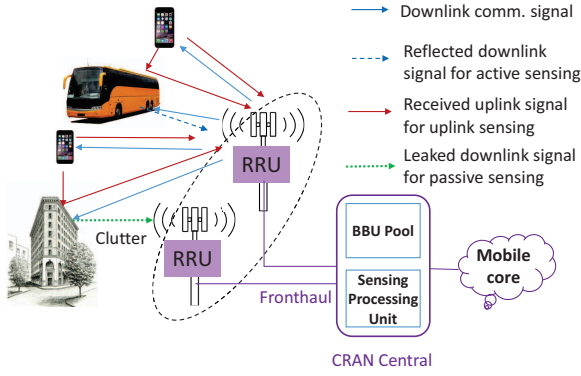 Downlink comm. signal
Reflected downlink
signal for active sensing
Received uplink signal
for uplink sensing
Leaked downlink signal
for passive sensing
RRU
Clutter
RRU
Fronthaul
BBU Pool
Sensing
Processing
Unit
Mobile
core
CRAN Central